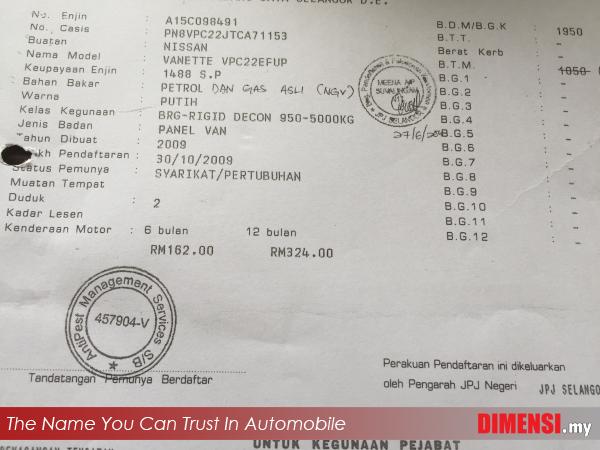 No. Enjin : A15C098491
No. Casis : PN8VPC22JTCA71153
Buatan : NISSAN
Nama Model : VANETTE VPC22EFUP
Keupayaan Enjin : 1488 S.P
Bahan Bakar : PETROL DAN GAS ASLI (NGV)
Warna : PUTIH
Kelas Kegunaan : BRG-RIGID DECON 950-5000KG
Jenis Badan : PANEL VAN
Tahun Dibuat : 2009
Pendaftaran : 30/10/2009
Status Pemunya : SYARIKAT/PERTUBUHAN
Muatan Tempat
Duduk : 2
Kadar Lesen
Kenderaan Motor : 6 bulan 12 bulan
RM162.00 RM324.00
B.D.M/B.G.K : 1950
B.T.T. : -
Berat Kerb : -
B.T.M. : 1050
B.G.1 : -
B.G.2 : -
B.G.3 : -
B.G.4 : -
B.G.5 : -
B.G.6 : -
B.G.7 : -
B.G.8 : -
B.G.9 : -
B.G.10 : -
B.G.11 : -
B.G.12 : -
JPJ SELANGOR
AntiPest Management Services S/B
457904-V
Tandatangan Pemunya Berdaftar
Perakuan Pendaftaran ini dikeluarkan
oleh Pengarah JPJ Negeri JPJ SELANGO
The Name You Can Trust In Automobile
DIMENSI.my
UNTUK KEGUNAAN PEJABAT